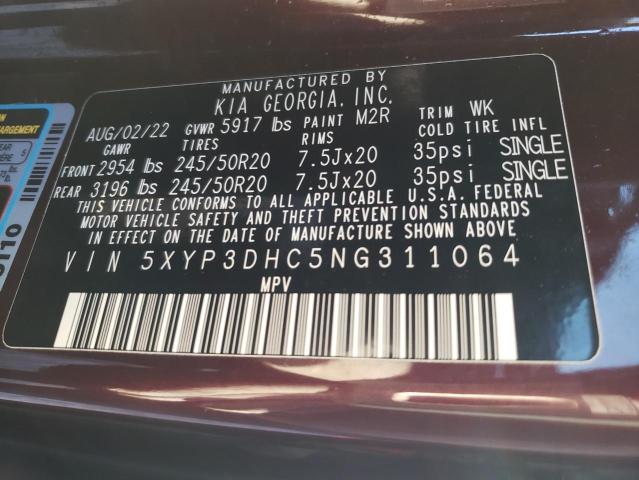 MANUFACTURED BY
KIA GEORGIA, INC.
AUG/02/22 GVWR 5917 lbs PAINT M2R TRIM WK
GAWR TIRES RIMS COLD TIRE INFL
FRONT 2954 lbs 245/50R20 7.5Jx20 35psi SINGLE
REAR 3196 lbs 245/50R20 7.5Jx20 35psi SINGLE
THIS VEHICLE CONFORMS TO ALL APPLICABLE U.S.A. FEDERAL
MOTOR VEHICLE SAFETY AND THEFT PREVENTION STANDARDS
IN EFFECT ON THE DATE OF MANUFACTURE SHOWN ABOVE
VIN 5XYP3DHC5NG311064
MPV